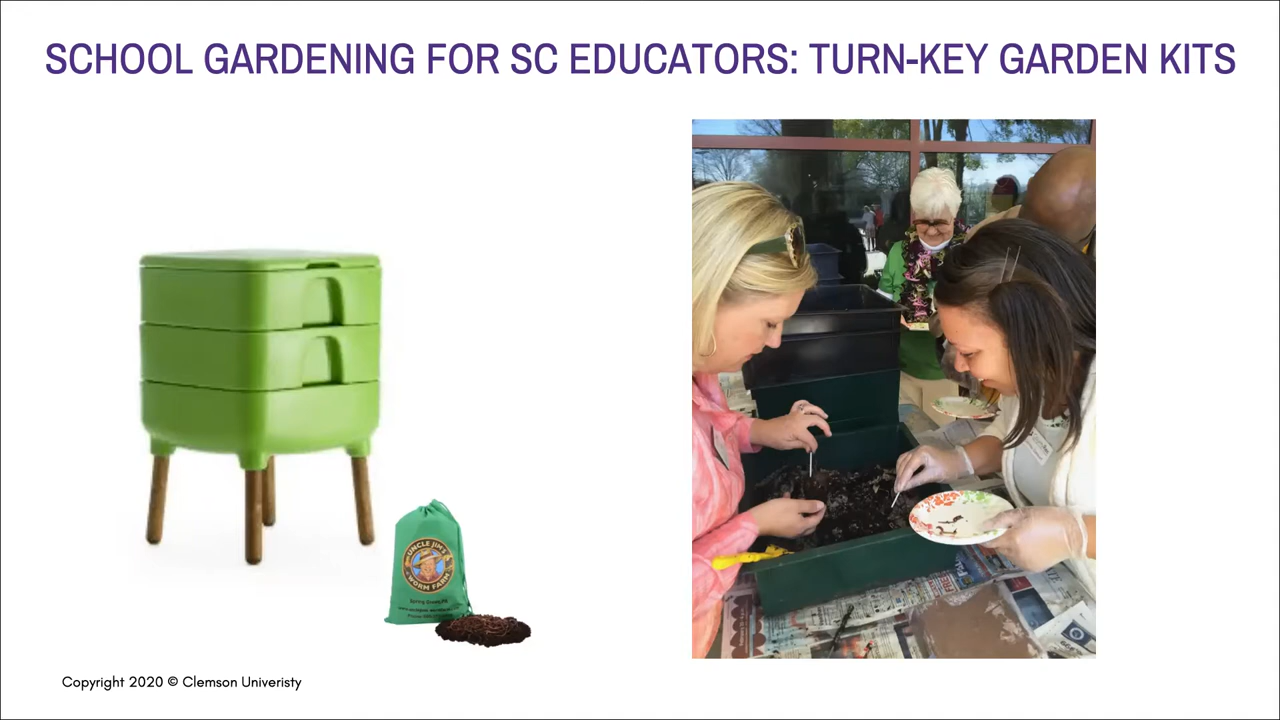 SCHOOL GARDENING FOR SC EDUCATORS: TURN-KEY GARDEN KITS
UNCLE JIM'S
WORM FARM
Copyright 2020 © Clemson Univeristy